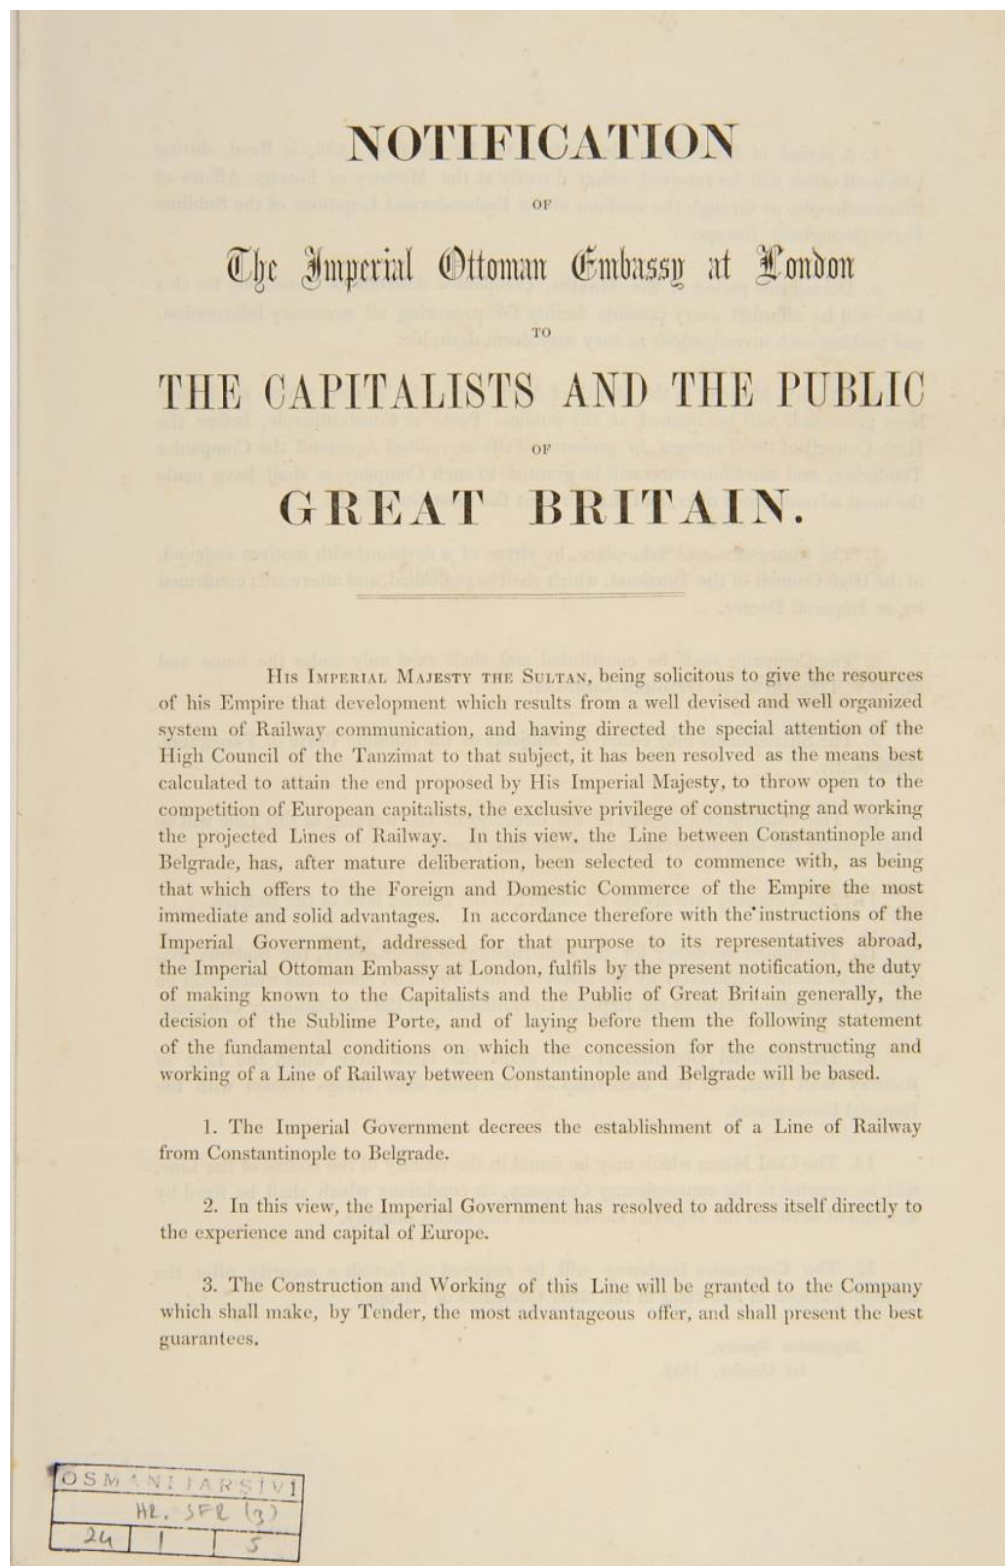 NOTIFICATION
OF
The Imperial Ottoman Embassy at London
TO
THE CAPITALISTS AND THE PUBLIC
OF
GREAT BRITAIN.
HIS IMPERIAL MAJESTY THE SULTAN, being solicitous to give the resources
of his Empire that development which results from a well devised and well organized
system of Railway communication, and having directed the special attention of the
High Council of the Tanzimat to that subject, it has been resolved as the means best
calculated to attain the end proposed by His Imperial Majesty, to throw open to the
competition of European capitalists, the exclusive privilege of constructing and working
the projected Lines of Railway. In this view, the Line between Constantinople and
Belgrade, has, after mature deliberation, been selected to commence with, as being
that which offers to the Foreign and Domestic Commerce of the Empire the most
immediate and solid advantages. In accordance therefore with the instructions of the
Imperial Government, addressed for that purpose to its representatives abroad,
the Imperial Ottoman Embassy at London, fulfils by the present notification, the duty
of making known to the Capitalists and the Public of Great Britain generally, the
decision of the Sublime Porte, and of laying before them the following statement
of the fundamental conditions on which the concession for the constructing and
working of a Line of Railway between Constantinople and Belgrade will be based.
1. The Imperial Government decrees the establishment of a Line of Railway
from Constantinople to Belgrade.
2. In this view, the Imperial Government has resolved to address itself directly to
the experience and capital of Europe.
3. The Construction and Working of this Line will be granted to the Company
which shall make, by Tender, the most advantageous offer, and shall present the best
guarantees.
OSMANLI ARŞİVİ
HR. SFR (3)
24 1 5